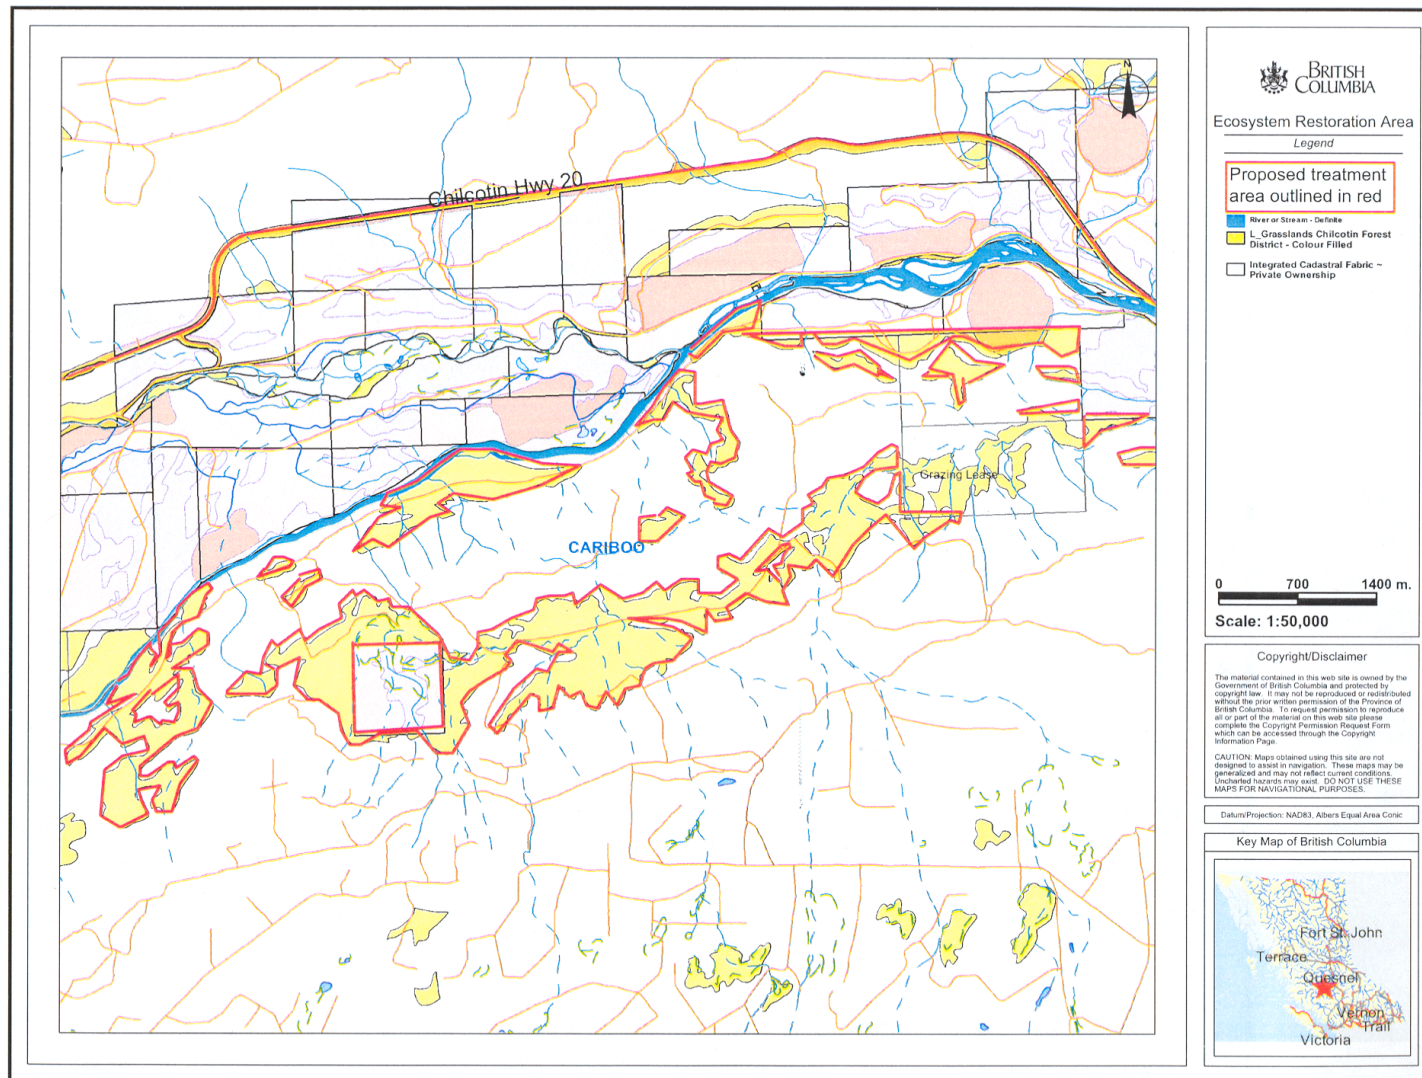 N
Chilcotin Hwy 20
Grazing Lease
CARIBOO
BRITISH
COLUMBIA
Ecosystem Restoration Area
Legend
Proposed treatment
area outlined in red
River or Stream - Definite
L_Grasslands Chilcotin Forest
District - Colour Filled
Integrated Cadastral Fabric ~
Private Ownership
0 700 1400 m.
Scale: 1:50,000
Copyright/Disclaimer
The material contained in this web site is owned by the
Government of British Columbia and protected by
copyright law. It may not be reproduced or redistributed
without the prior written permission of the Province of
British Columbia. To request permission to reproduce
all or part of the material on this web site please
complete the Copyright Permission Request Form
which can be accessed through the Copyright
Information Page.
CAUTION: Maps obtained using this site are not
designed to assist in navigation. These maps may be
generalized and may not reflect current conditions.
Uncharted hazards may exist. DO NOT USE THESE
MAPS FOR NAVIGATIONAL PURPOSES.
Datum/Projection: NAD83, Albers Equal Area Conic
Key Map of British Columbia
Fort St. John
Terrace
Quesnel
Vernon
Trail
Victoria